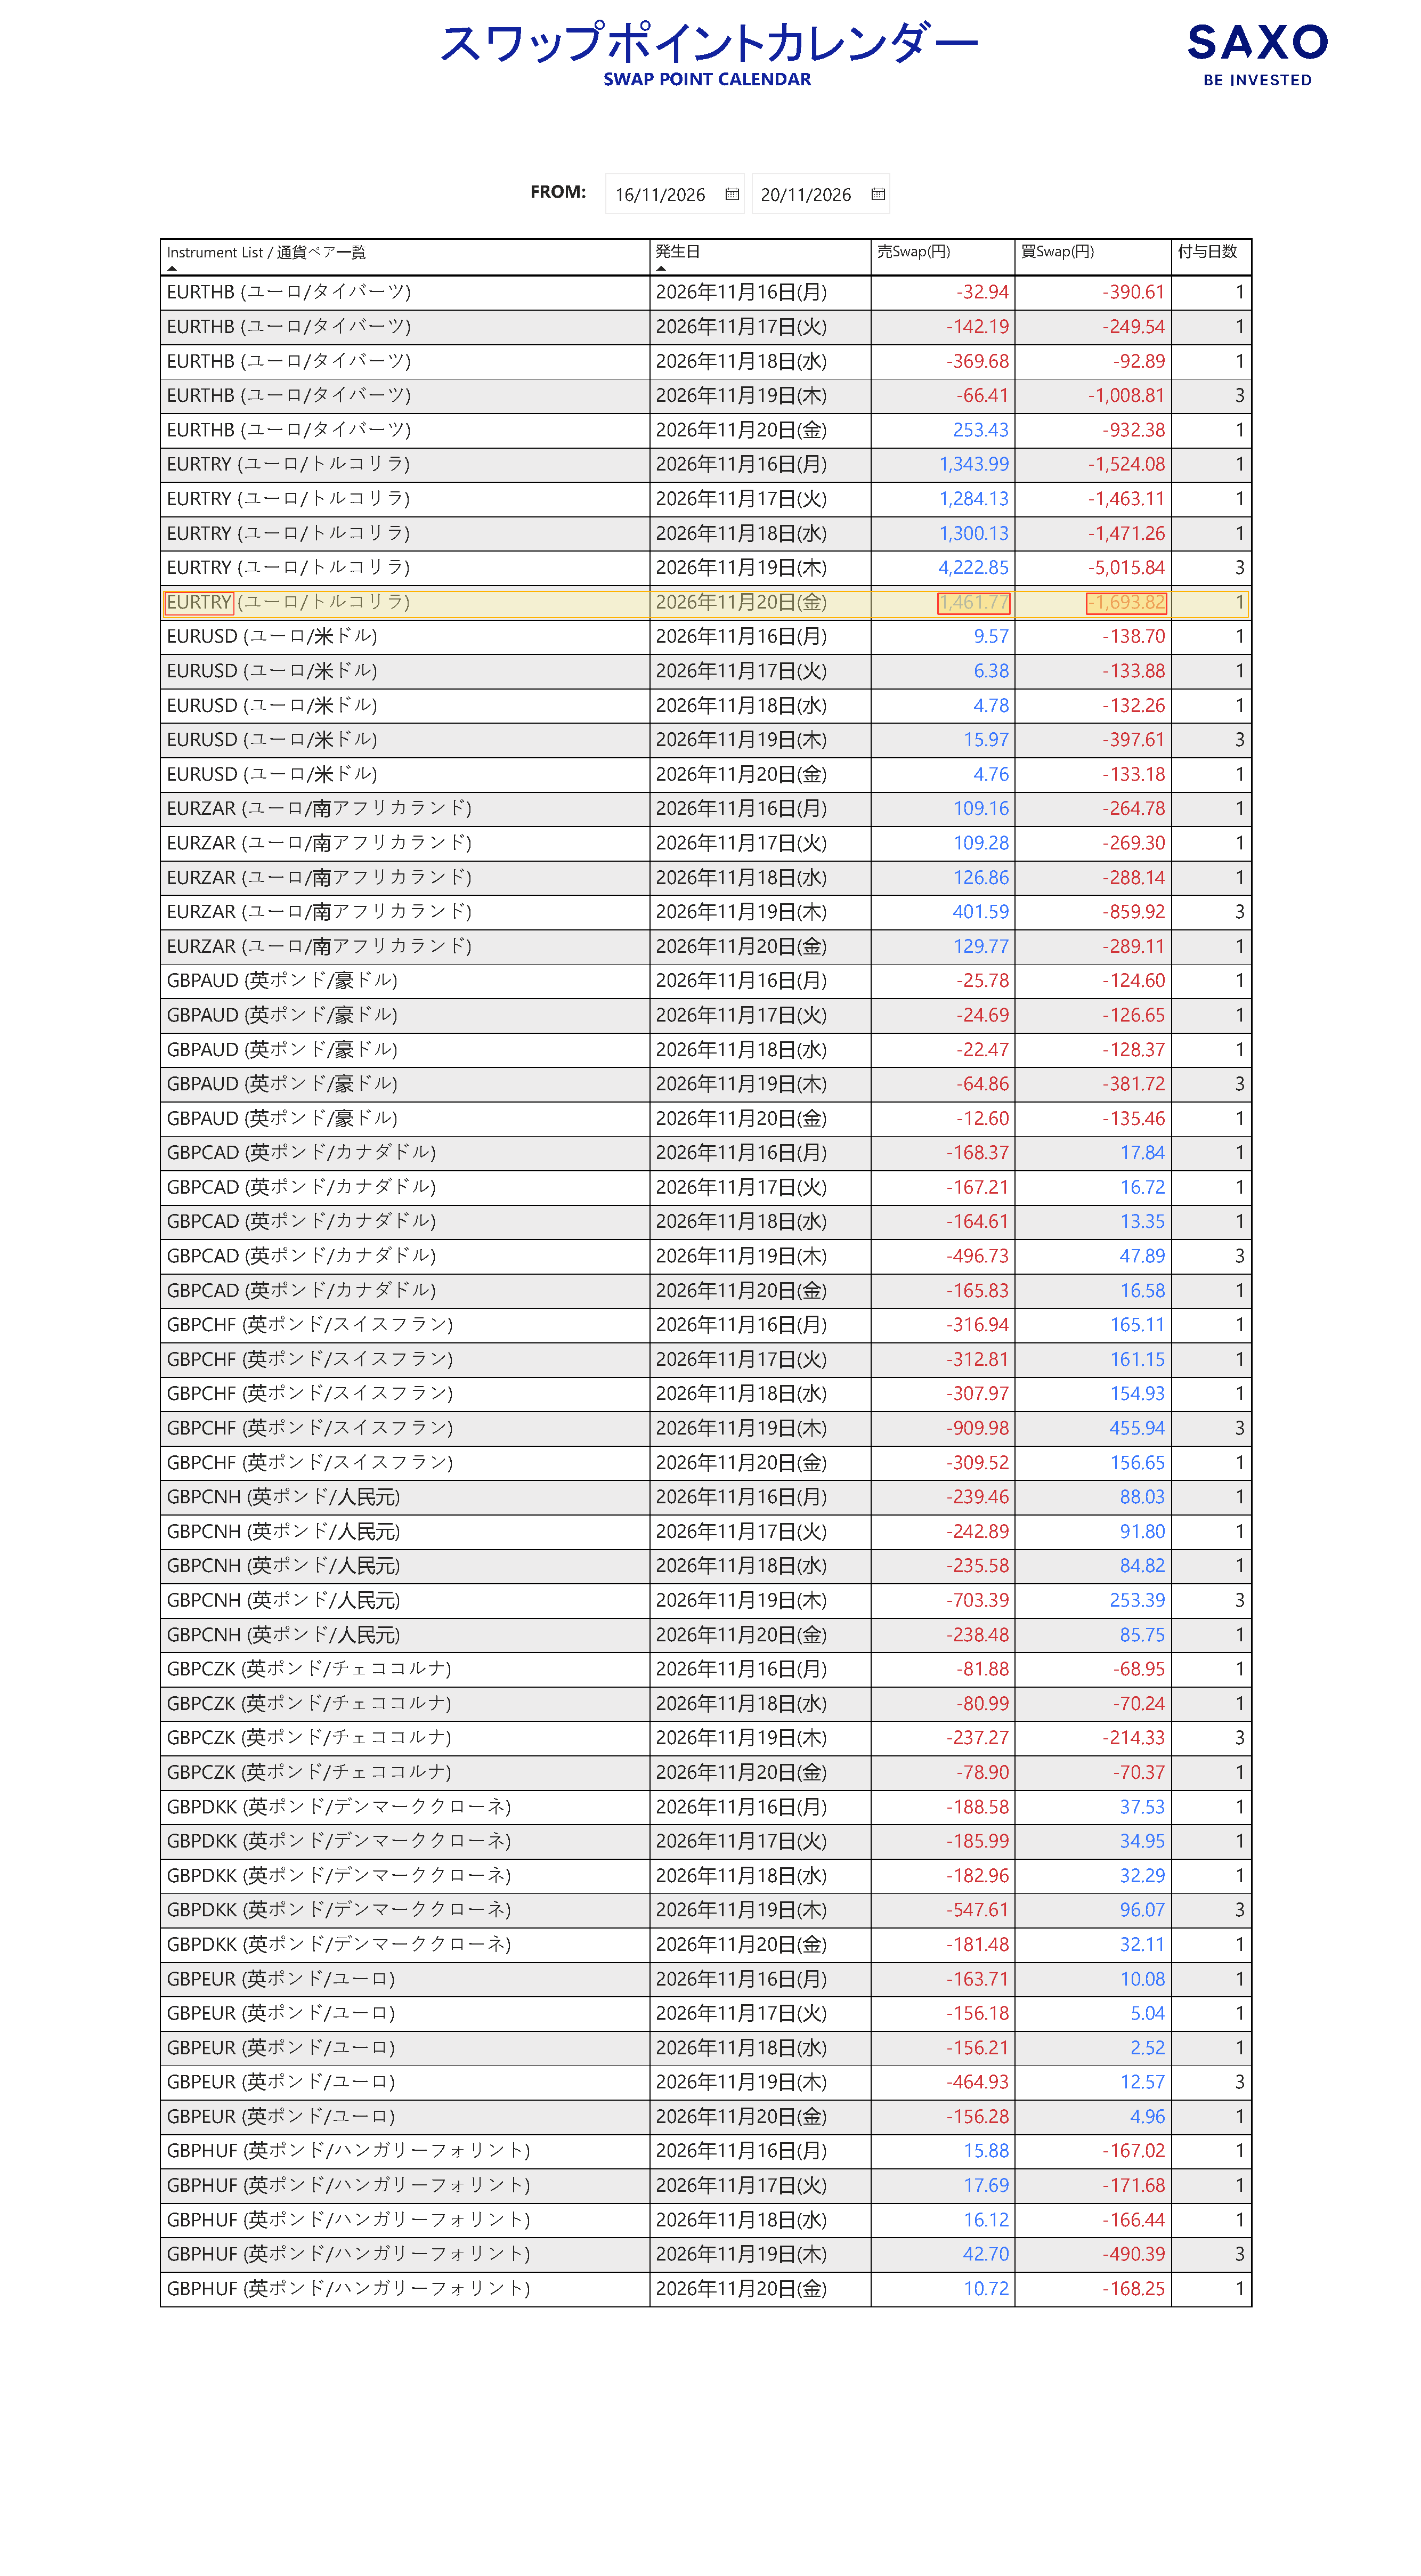 スワップポイントカレンダー
SWAP POINT CALENDAR
SAXO
BE INVESTED
FROM: 16/11/2026 20/11/2026
Instrument List / 通貨ペア一覧 発生日 売Swap(円) 買Swap(円) 付与日数
EURTHB (ユーロ/タイバーツ) 2026年11月16日(月) -32.94 -390.61 1
EURTHB (ユーロ/タイバーツ) 2026年11月17日(火) -142.19 -249.54 1
EURTHB (ユーロ/タイバーツ) 2026年11月18日(水) -369.68 -92.89 1
EURTHB (ユーロ/タイバーツ) 2026年11月19日(木) -66.41 -1,008.81 3
EURTHB (ユーロ/タイバーツ) 2026年11月20日(金) 253.43 -932.38 1
EURTRY (ユーロ/トルコリラ) 2026年11月16日(月) 1,343.99 -1,524.08 1
EURTRY (ユーロ/トルコリラ) 2026年11月17日(火) 1,284.13 -1,463.11 1
EURTRY (ユーロ/トルコリラ) 2026年11月18日(水) 1,300.13 -1,471.26 1
EURTRY (ユーロ/トルコリラ) 2026年11月19日(木) 4,222.85 -5,015.84 3
EURTRY (ユーロ/トルコリラ) 2026年11月20日(金) 1,461.77 -1,693.82 1
EURUSD (ユーロ/米ドル) 2026年11月16日(月) 9.57 -138.70 1
EURUSD (ユーロ/米ドル) 2026年11月17日(火) 6.38 -133.88 1
EURUSD (ユーロ/米ドル) 2026年11月18日(水) 4.78 -132.26 1
EURUSD (ユーロ/米ドル) 2026年11月19日(木) 15.97 -397.61 3
EURUSD (ユーロ/米ドル) 2026年11月20日(金) 4.76 -133.18 1
EURZAR (ユーロ/南アフリカランド) 2026年11月16日(月) 109.16 -264.78 1
EURZAR (ユーロ/南アフリカランド) 2026年11月17日(火) 109.28 -269.30 1
EURZAR (ユーロ/南アフリカランド) 2026年11月18日(水) 126.86 -288.14 1
EURZAR (ユーロ/南アフリカランド) 2026年11月19日(木) 401.59 -859.92 3
EURZAR (ユーロ/南アフリカランド) 2026年11月20日(金) 129.77 -289.11 1
GBPAUD (英ポンド/豪ドル) 2026年11月16日(月) -25.78 -124.60 1
GBPAUD (英ポンド/豪ドル) 2026年11月17日(火) -24.69 -126.65 1
GBPAUD (英ポンド/豪ドル) 2026年11月18日(水) -22.47 -128.37 1
GBPAUD (英ポンド/豪ドル) 2026年11月19日(木) -64.86 -381.72 3
GBPAUD (英ポンド/豪ドル) 2026年11月20日(金) -12.60 -135.46 1
GBPCAD (英ポンド/カナダドル) 2026年11月16日(月) -168.37 17.84 1
GBPCAD (英ポンド/カナダドル) 2026年11月17日(火) -167.21 16.72 1
GBPCAD (英ポンド/カナダドル) 2026年11月18日(水) -164.61 13.35 1
GBPCAD (英ポンド/カナダドル) 2026年11月19日(木) -496.73 47.89 3
GBPCAD (英ポンド/カナダドル) 2026年11月20日(金) -165.83 16.58 1
GBPCHF (英ポンド/スイスフラン) 2026年11月16日(月) -316.94 165.11 1
GBPCHF (英ポンド/スイスフラン) 2026年11月17日(火) -312.81 161.15 1
GBPCHF (英ポンド/スイスフラン) 2026年11月18日(水) -307.97 154.93 1
GBPCHF (英ポンド/スイスフラン) 2026年11月19日(木) -909.98 455.94 3
GBPCHF (英ポンド/スイスフラン) 2026年11月20日(金) -309.52 156.65 1
GBPCNH (英ポンド/人民元) 2026年11月16日(月) -239.46 88.03 1
GBPCNH (英ポンド/人民元) 2026年11月17日(火) -242.89 91.80 1
GBPCNH (英ポンド/人民元) 2026年11月18日(水) -235.58 84.82 1
GBPCNH (英ポンド/人民元) 2026年11月19日(木) -703.39 253.39 3
GBPCNH (英ポンド/人民元) 2026年11月20日(金) -238.48 85.75 1
GBPCZK (英ポンド/チェココルナ) 2026年11月16日(月) -81.88 -68.95 1
GBPCZK (英ポンド/チェココルナ) 2026年11月18日(水) -80.99 -70.24 1
GBPCZK (英ポンド/チェココルナ) 2026年11月19日(木) -237.27 -214.33 3
GBPCZK (英ポンド/チェココルナ) 2026年11月20日(金) -78.90 -70.37 1
GBPDKK (英ポンド/デンマーククローネ) 2026年11月16日(月) -188.58 37.53 1
GBPDKK (英ポンド/デンマーククローネ) 2026年11月17日(火) -185.99 34.95 1
GBPDKK (英ポンド/デンマーククローネ) 2026年11月18日(水) -182.96 32.29 1
GBPDKK (英ポンド/デンマーククローネ) 2026年11月19日(木) -547.61 96.07 3
GBPDKK (英ポンド/デンマーククローネ) 2026年11月20日(金) -181.48 32.11 1
GBPEUR (英ポンド/ユーロ) 2026年11月16日(月) -163.71 10.08 1
GBPEUR (英ポンド/ユーロ) 2026年11月17日(火) -156.18 5.04 1
GBPEUR (英ポンド/ユーロ) 2026年11月18日(水) -156.21 2.52 1
GBPEUR (英ポンド/ユーロ) 2026年11月19日(木) -464.93 12.57 3
GBPEUR (英ポンド/ユーロ) 2026年11月20日(金) -156.28 4.96 1
GBPHUF (英ポンド/ハンガリーフォリント) 2026年11月16日(月) 15.88 -167.02 1
GBPHUF (英ポンド/ハンガリーフォリント) 2026年11月17日(火) 17.69 -171.68 1
GBPHUF (英ポンド/ハンガリーフォリント) 2026年11月18日(水) 16.12 -166.44 1
GBPHUF (英ポンド/ハンガリーフォリント) 2026年11月19日(木) 42.70 -490.39 3
GBPHUF (英ポンド/ハンガリーフォリント) 2026年11月20日(金) 10.72 -168.25 1